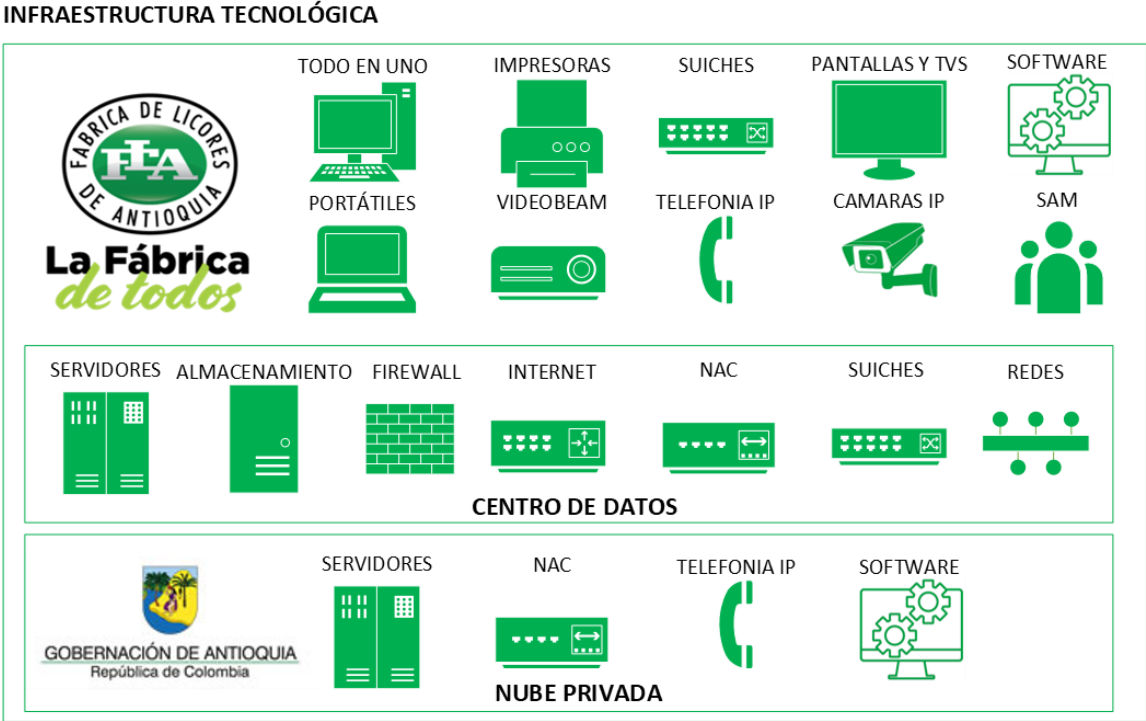 INFRAESTRUCTURA TECNOLÓGICA
FABRICA DE LICORES
FLA
DE ANTIOQUIA
La Fábrica
de todos
TODO EN UNO
IMPRESORAS
SUICHES
PANTALLAS Y TVS
SOFTWARE
PORTÁTILES
VIDEOBEAM
TELEFONIA IP
CAMARAS IP
SAM
SERVIDORES
ALMACENAMIENTO
FIREWALL
INTERNET
NAC
SUICHES
REDES
CENTRO DE DATOS
GOBERNACIÓN DE ANTIOQUIA
República de Colombia
SERVIDORES
NAC
TELEFONIA IP
SOFTWARE
NUBE PRIVADA